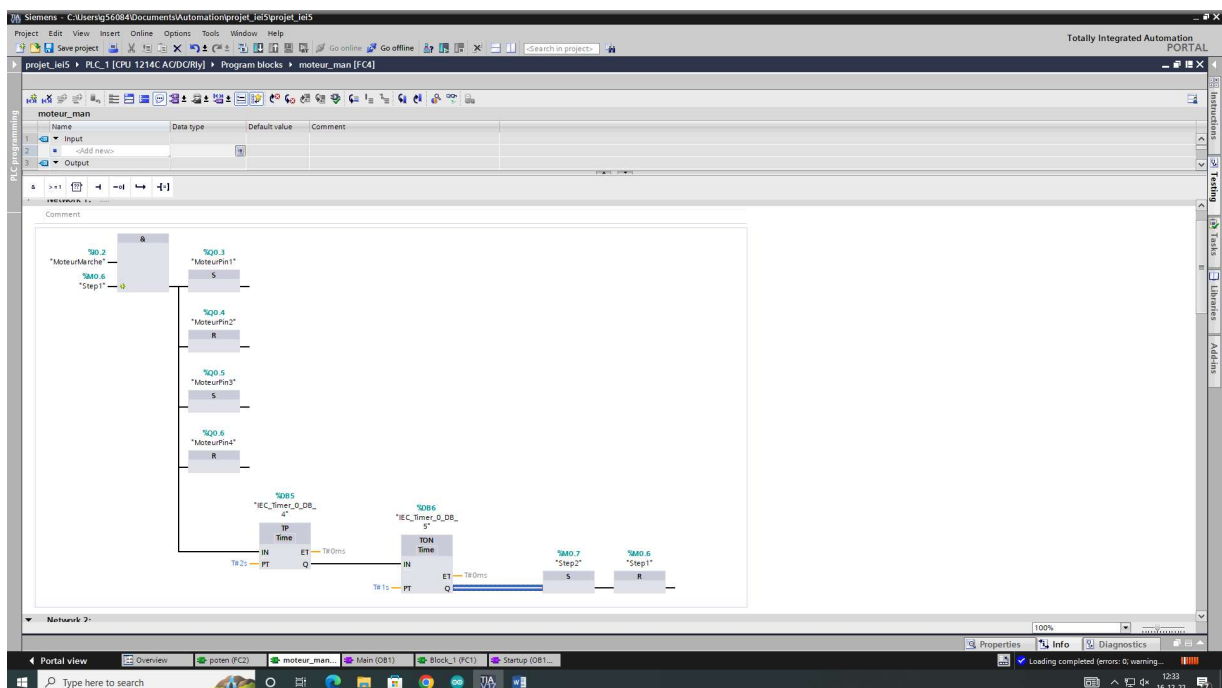 Siemens - C:\Users\g56084\Documents\Automation\projet_iei5\projet_iei5
Project Edit View Insert Online Options Tools Window Help
Totally Integrated Automation
PORTAL
Save project
Go online
Go offline
<Search in project>
projet_iei5 PLC_1 [CPU 1214C AC/DC/Rly] Program blocks moteur_man [FC4]
PLC programming
Instructions
Testing
Tasks
Libraries
Add-ins
moteur_man
Name Data type Default value Comment
1 Input
2 <Add new>
3 Output
& >=1 ??
Network 1:
Comment
&
%I0.2
"MoteurMarche"
%M0.6
"Step1"
%Q0.3
"MoteurPin1"
S
%Q0.4
"MoteurPin2"
R
%Q0.5
"MoteurPin3"
S
%Q0.6
"MoteurPin4"
R
%DB5
"IEC_Timer_0_DB_
4"
TP
Time
IN ET T#0ms
T#2s PT Q
%DB6
"IEC_Timer_0_DB_
5"
TON
Time
IN
ET T#0ms
T#1s PT Q
%M0.7
"Step2"
S
%M0.6
"Step1"
R
Network 2:
100%
Properties Info Diagnostics
Portal view Overview poten (FC2) moteur_man... Main (OB1) Block_1 (FC1) Startup (OB1...
Loading completed (errors: 0; warning...
Type here to search
12:33